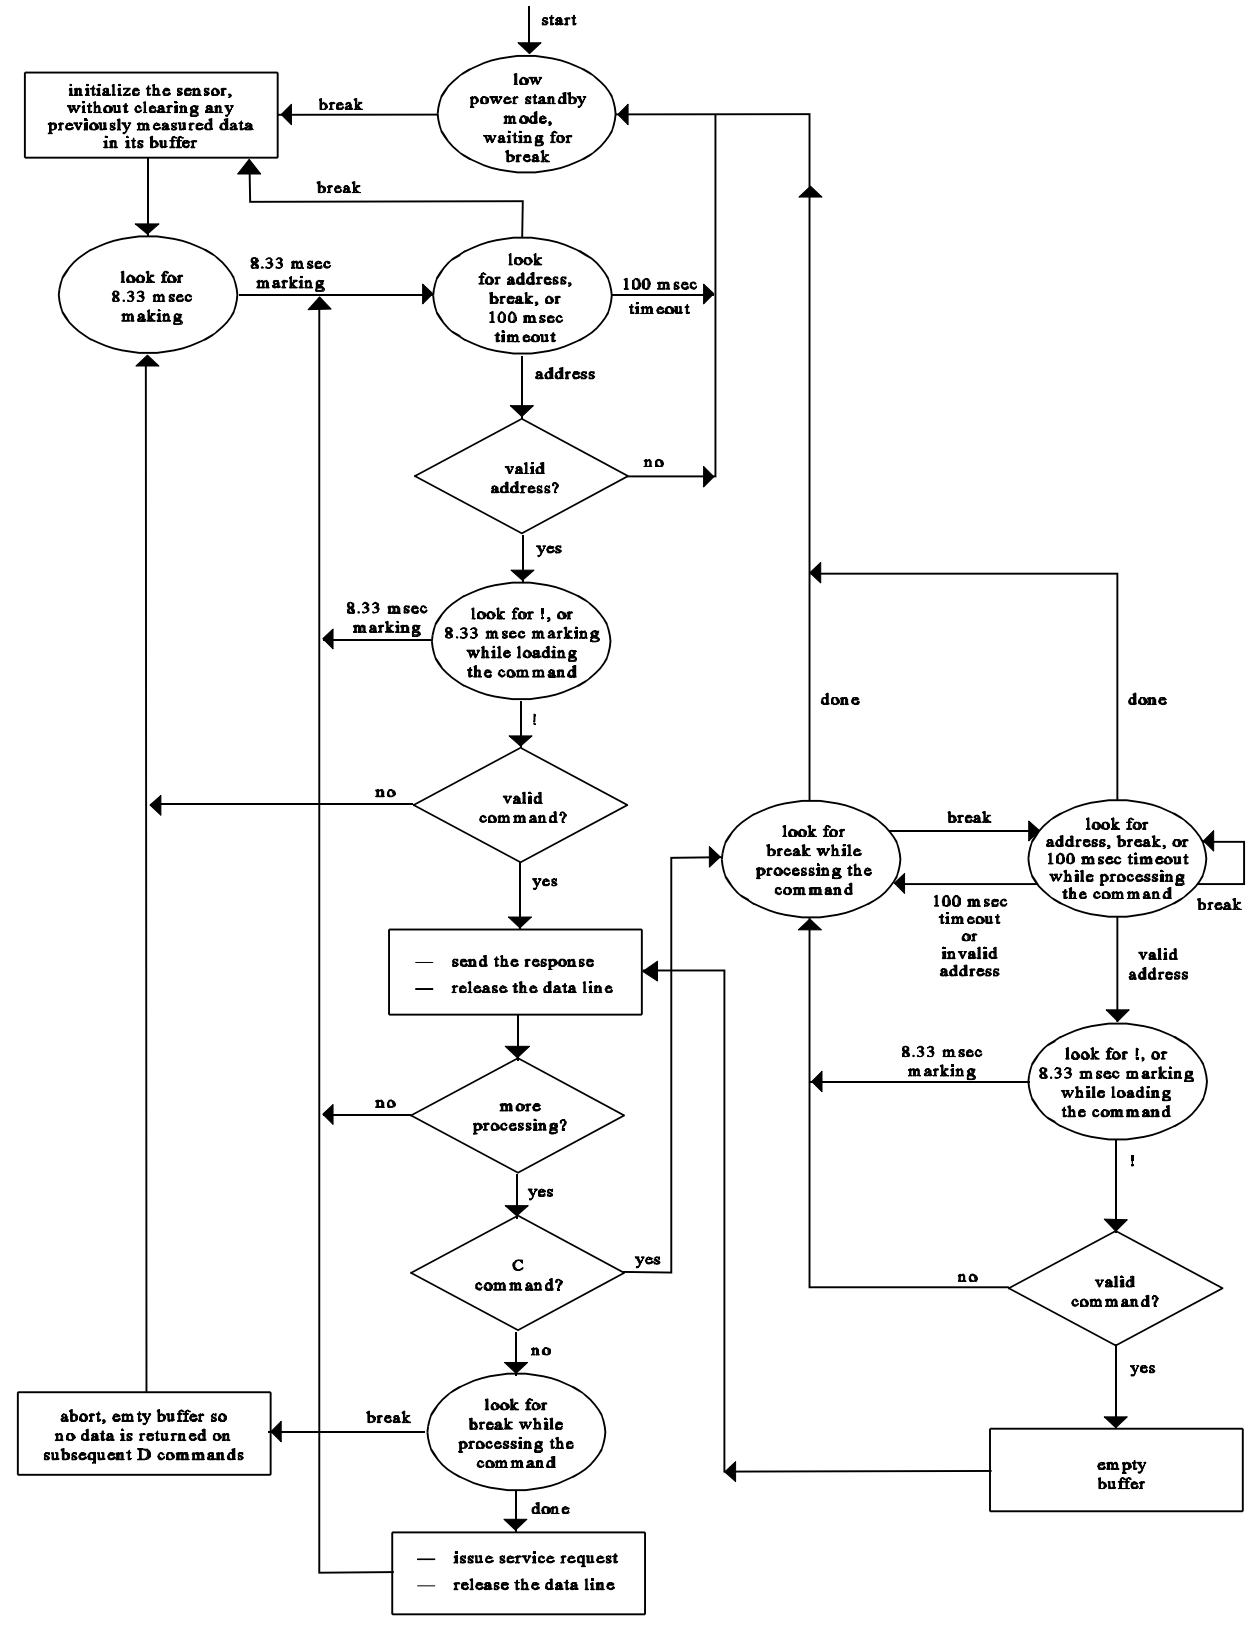 start
low
power standby
mode,
waiting for
break
break
initialize the sensor,
without clearing any
previously measured data
in its buffer
break
look for
8.33 msec
making
8.33 msec
marking
look
for address,
break, or
100 msec
timeout
100 msec
timeout
address
valid
address?
no
yes
8.33 msec
marking
look for !, or
8.33 msec marking
while loading
the command
!
no
valid
command?
yes
send the response
— release the data line
no
more
processing?
yes
C
command?
yes
no
abort, emty buffer so
no data is returned on
subsequent D commands
break
look for
break while
processing the
command
done
— issue service request
— release the data line
done
done
look for
break while
processing the
command
break
look for
address, break, or
100 msec timeout
while processing
the command
break
100 msec
timeout
or
invalid
address
valid
address
8.33 msec
marking
look for !, or
8.33 msec marking
while loading
the command
!
no
valid
command?
yes
empty
buffer